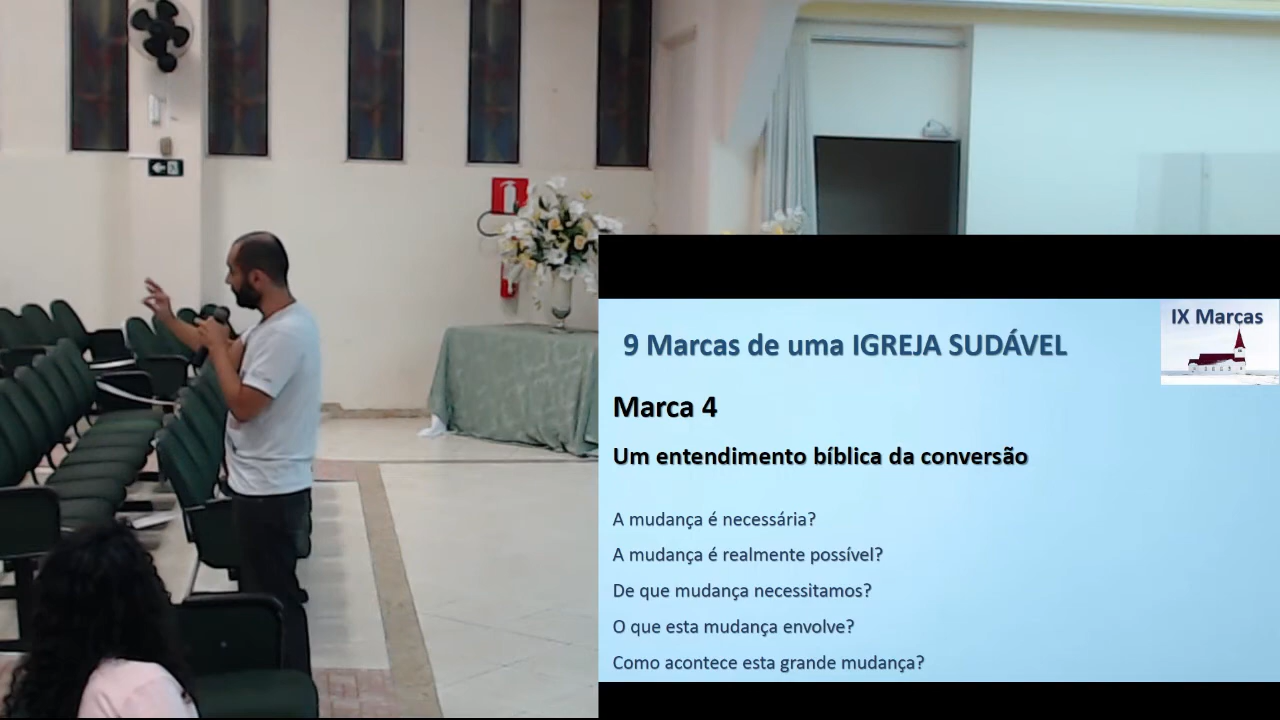 9 Marcas de uma IGREJA SUDÁVEL
IX Marcas
Marca 4
Um entendimento bíblica da conversão
A mudança é necessária?
A mudança é realmente possível?
De que mudança necessitamos?
O que esta mudança envolve?
Como acontece esta grande mudança?